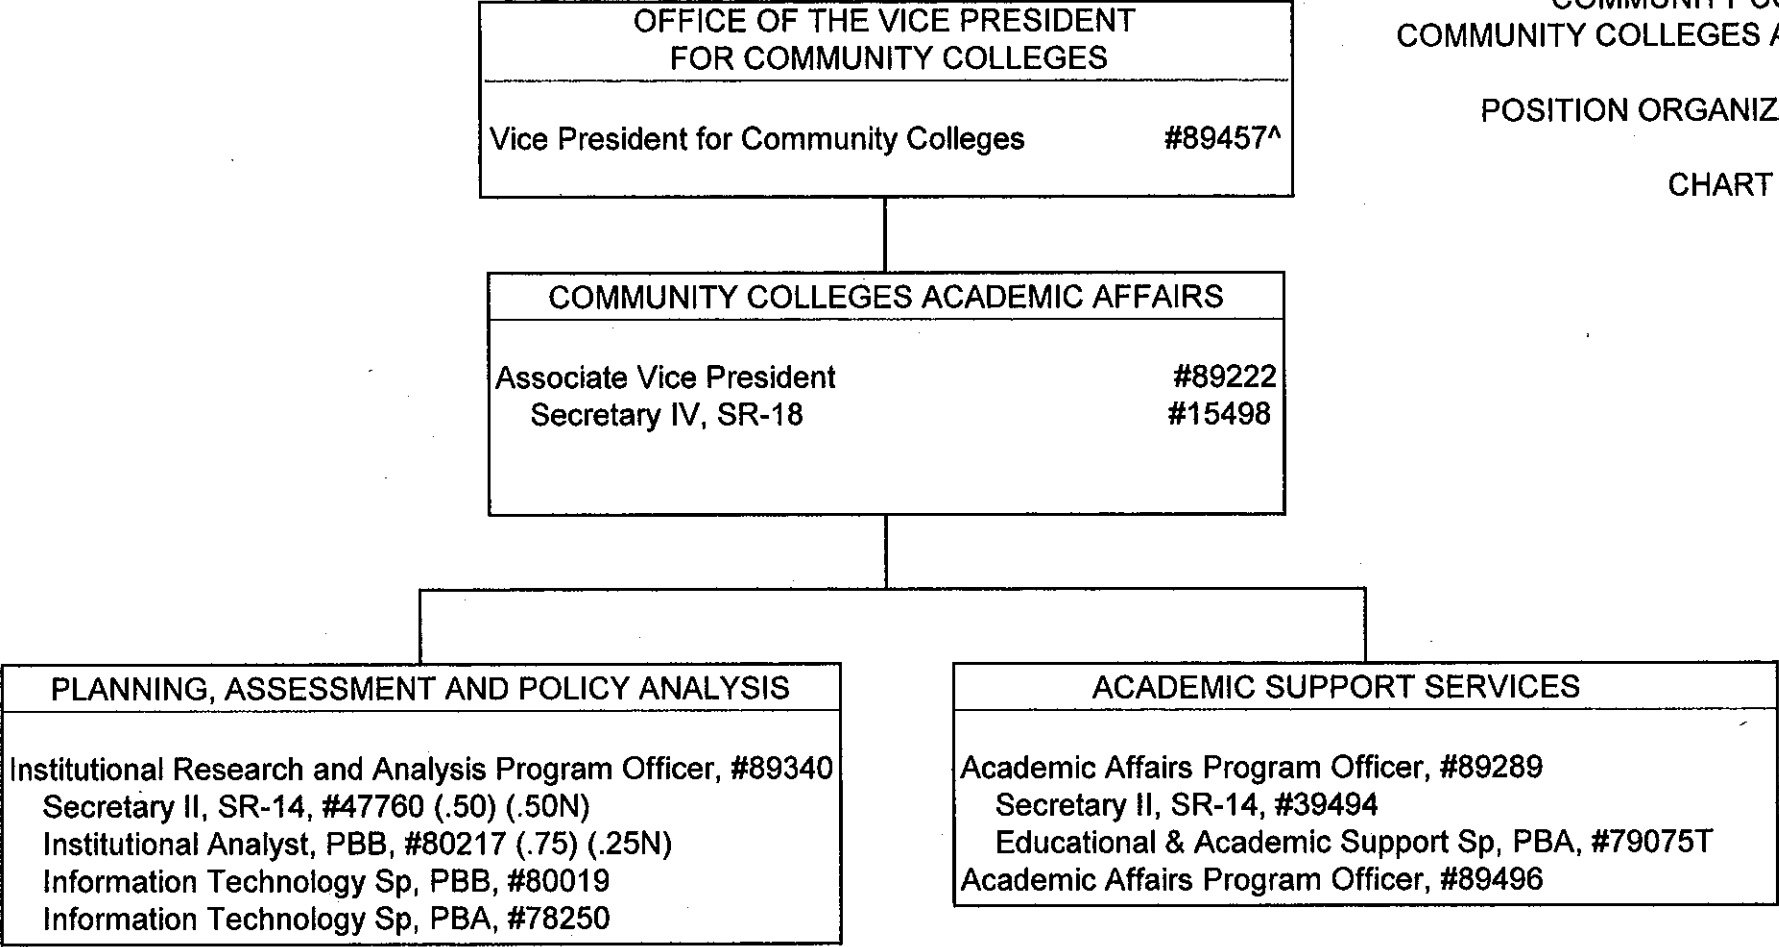 OFFICE OF THE VICE PRESIDENT
FOR COMMUNITY COLLEGES
Vice President for Community Colleges #89457^
COMMUNITY
COMMUNITY COLLEGES
POSITION
CHART
COMMUNITY COLLEGES ACADEMIC AFFAIRS
Associate Vice President #89222
Secretary IV, SR-18 #15498
PLANNING, ASSESSMENT AND POLICY ANALYSIS
Institutional Research and Analysis Program Officer, #89340
Secretary II, SR-14, #47760 (.50) (.50N)
Institutional Analyst, PBB, #80217 (.75) (.25N)
Information Technology Sp, PBB, #80019
Information Technology Sp, PBA, #78250
ACADEMIC SUPPORT SERVICES
Academic Affairs Program Officer, #89289
Secretary II, SR-14, #39494
Educational & Academic Support Sp, PBA, #79075T
Academic Affairs Program Officer, #89496